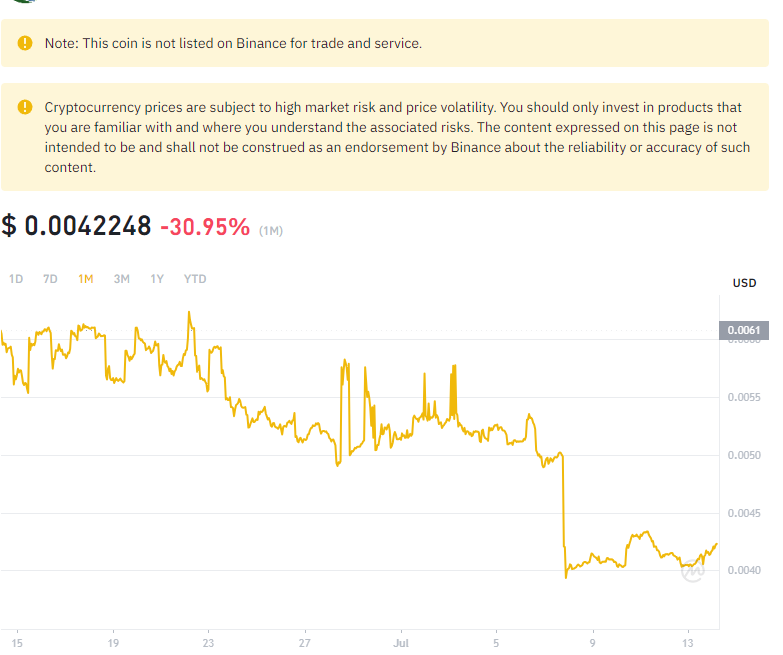 Note: This coin is not listed on Binance for trade and service.
Cryptocurrency prices are subject to high market risk and price volatility. You should only invest in products that
you are familiar with and where you understand the associated risks. The content expressed on this page is not
intended to be and shall not be construed as an endorsement by Binance about the reliability or accuracy of such
content.
$ 0.0042248 -30.95% (1M)
1D 7D 1M 3M 1Y YTD
USD
0.0061
0.0055
0.0050
0.0045
0.0040
15 19 23 27 Jul 5 9 13